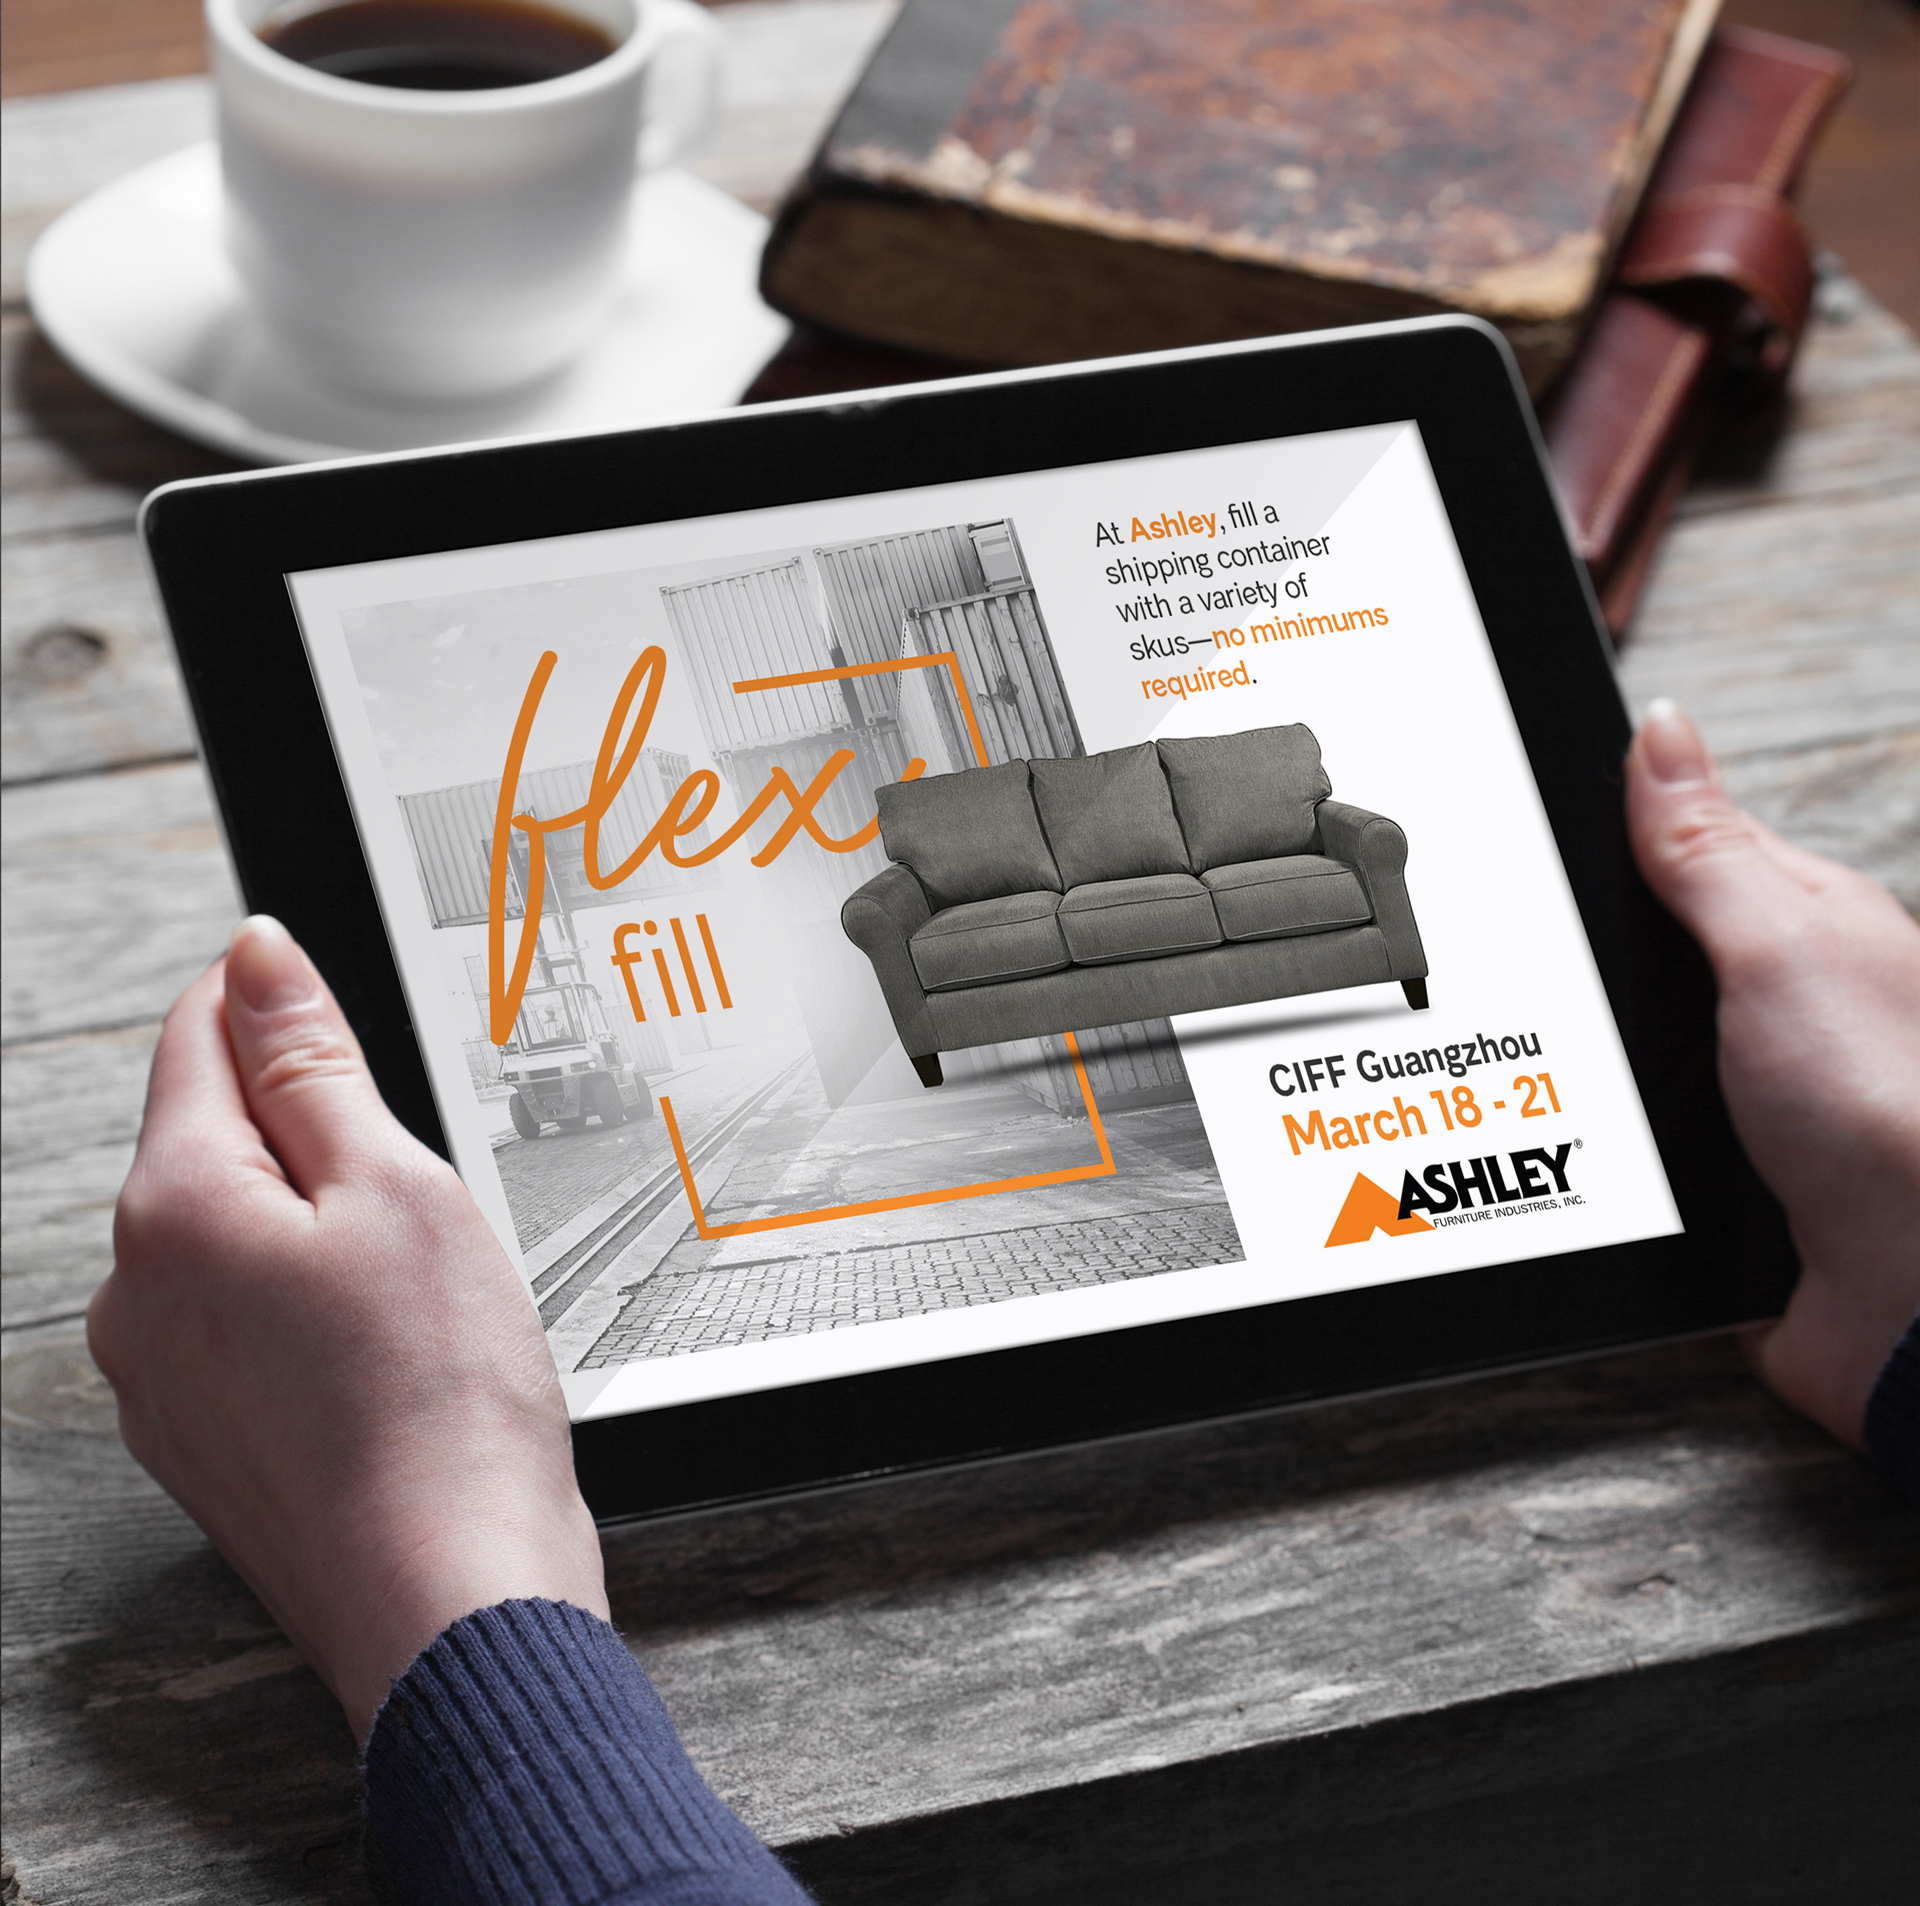 flex
fill
At Ashley, fill a
shipping container
with a variety of
skus—no minimums
required.
CIFF Guangzhou
March 18 - 21
ASHLEY®
FURNITURE INDUSTRIES, INC.